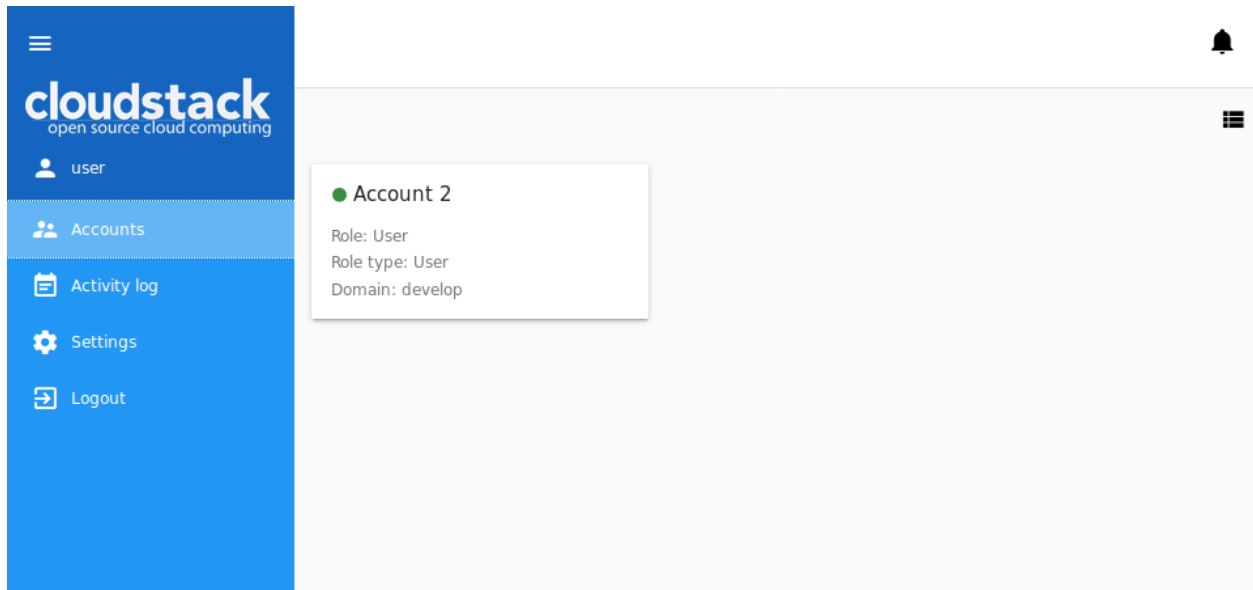 cloudstack
open source cloud computing
user
Accounts
Activity log
Settings
Logout
Account 2
Role: User
Role type: User
Domain: develop